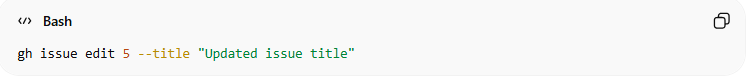 Bash
gh issue edit 5 --title "Updated issue title"